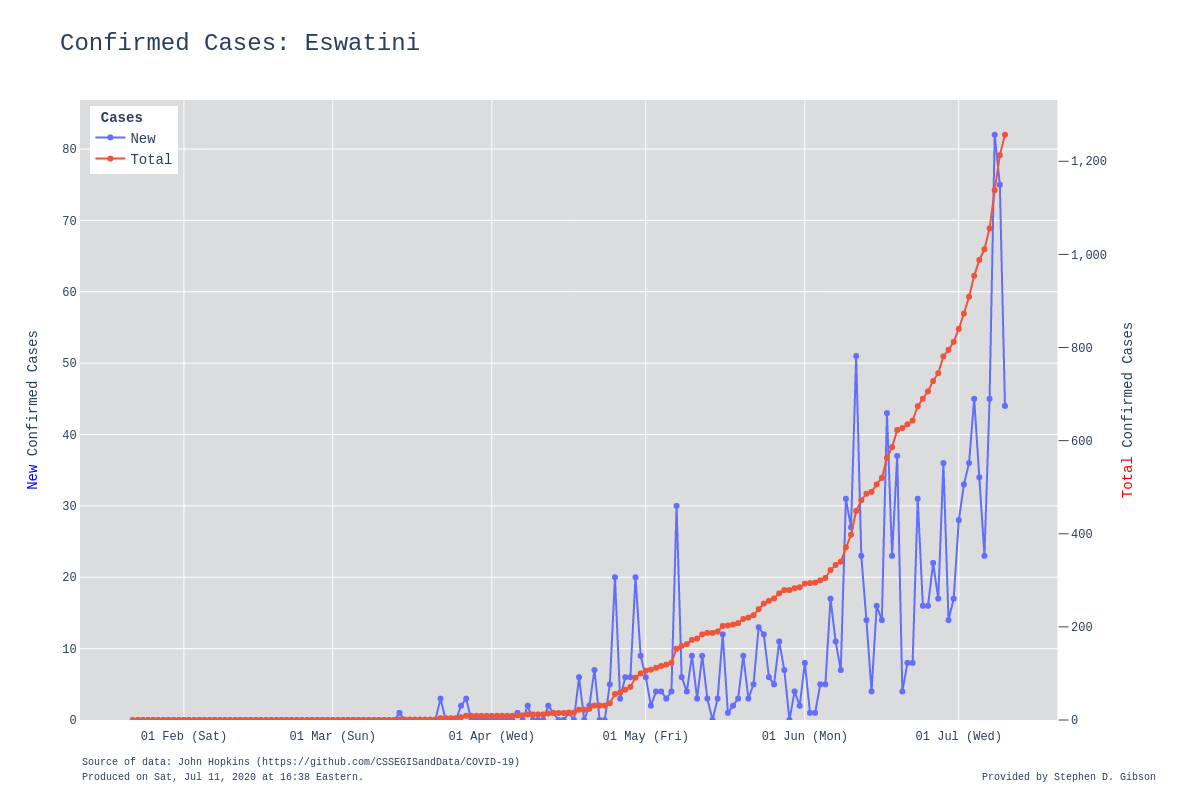 Confirmed Cases: Eswatini
Cases
New
Total
80
70
60
50
40
30
20
10
0
1,200
1,000
800
600
400
200
0
New Confirmed Cases
Total Confirmed Cases
01 Feb (Sat)
01 Mar (Sun)
01 Apr (Wed)
01 May (Fri)
01 Jun (Mon)
01 Jul (Wed)
Source of data: John Hopkins (https://github.com/CSSEGISandData/COVID-19)
Produced on Sat, Jul 11, 2020 at 16:38 Eastern.
Provided by Stephen D. Gibson